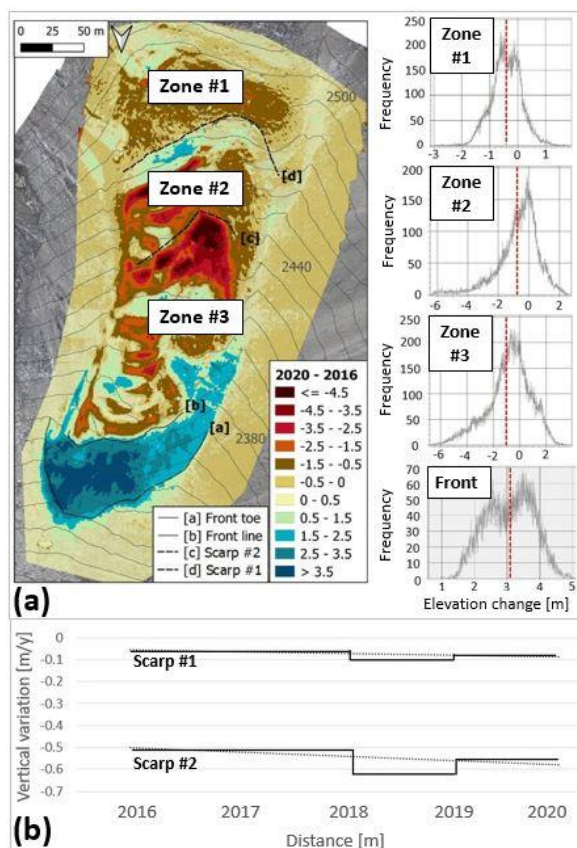 (a)
0 25 50 m
Zone #1
Zone #2
Zone #3
2500
2440
2380
[d]
[c]
[b]
[a]
[a] Front toe
[b] Front line
[c] Scarp #2
[d] Scarp #1
2020 - 2016
<= -4.5
-4.5 - -3.5
-3.5 - -2.5
-2.5 - -1.5
-1.5 - -0.5
-0.5 - 0
0 - 0.5
0.5 - 1.5
1.5 - 2.5
2.5 - 3.5
> 3.5
Frequency
250
200
150
100
50
0
Zone
#1
-3 -2 -1 0 1
Frequency
200
150
100
50
0
Zone
#2
-6 -4 -2 0 2
Frequency
250
200
150
100
50
0
Zone
#3
-6 -4 -2 0 2
Frequency
70
60
50
40
30
20
10
0
Front
1 2 3 4 5
Elevation change [m]
(b)
Vertical variation [m/y]
0
-0.1
-0.2
-0.3
-0.4
-0.5
-0.6
-0.7
Scarp #1
Scarp #2
2016 2017 2018 2019 2020
Distance [m]